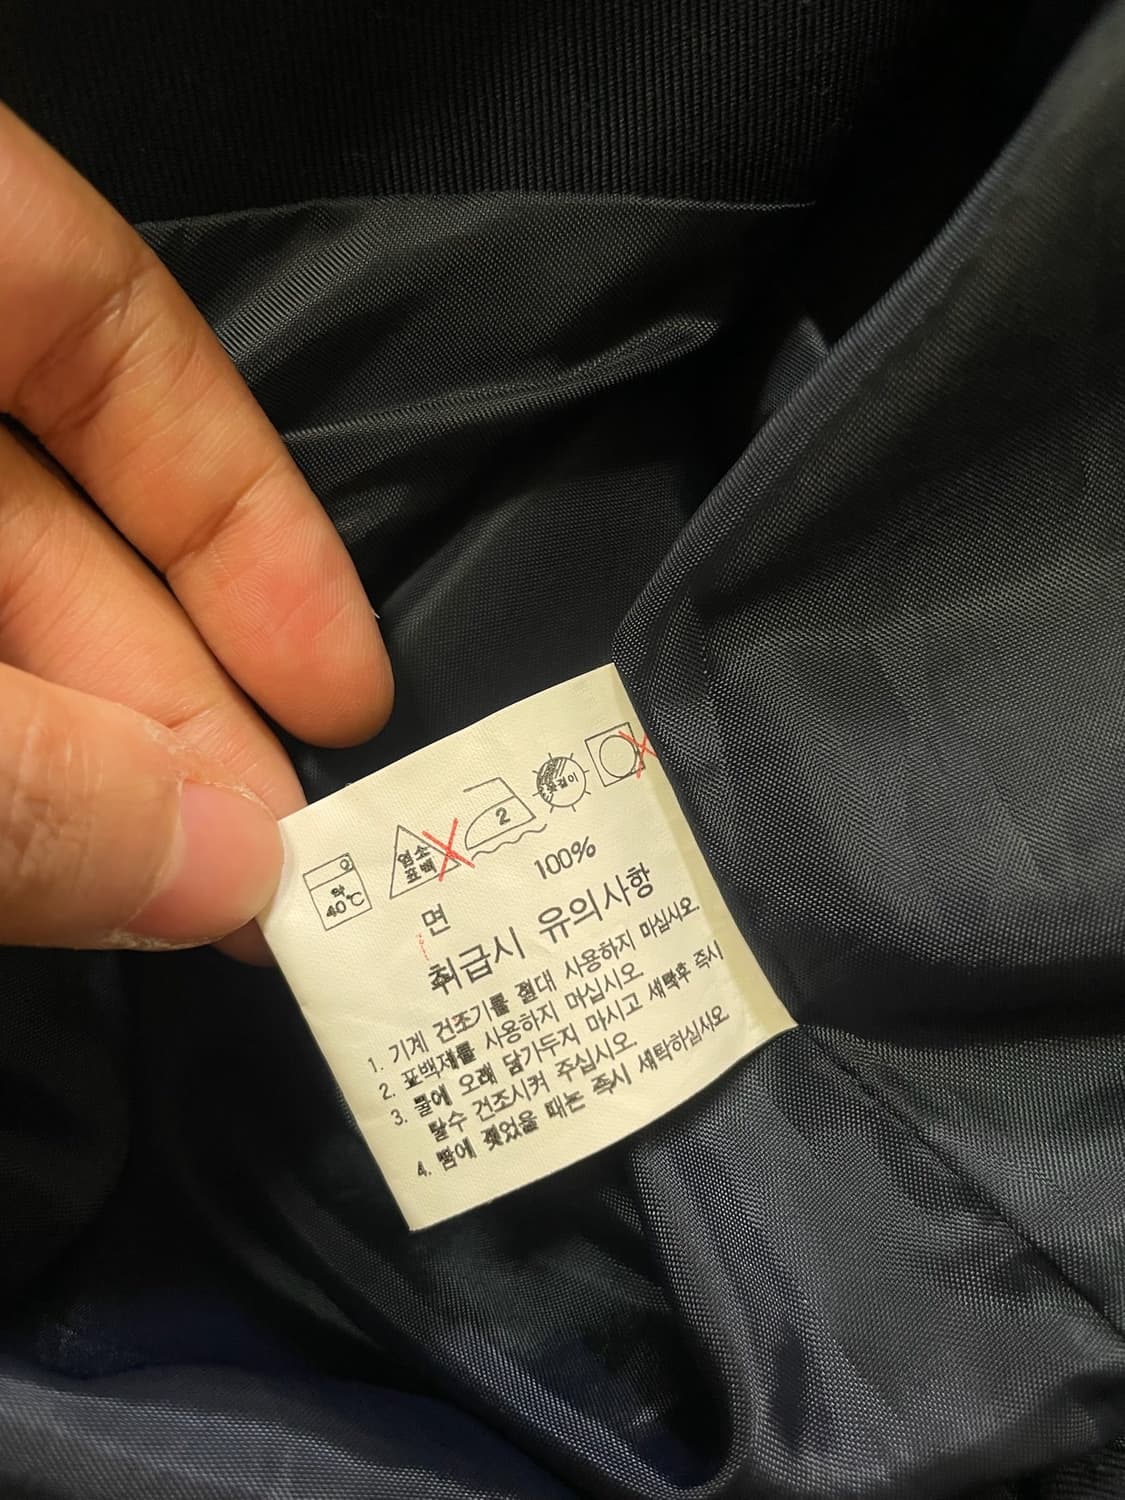 약
40℃
염소
표백
2
옷걸이
면 100%
취급시 유의사항
1. 기계 건조기를 절대 사용하지 마십시오.
2. 표백제를 사용하지 마십시오
3. 물에 오래 담가두지 마시고 세탁후 즉시
탈수 건조시켜 주십시오.
4. 땀에 젖었을 때는 즉시 세탁하십시오